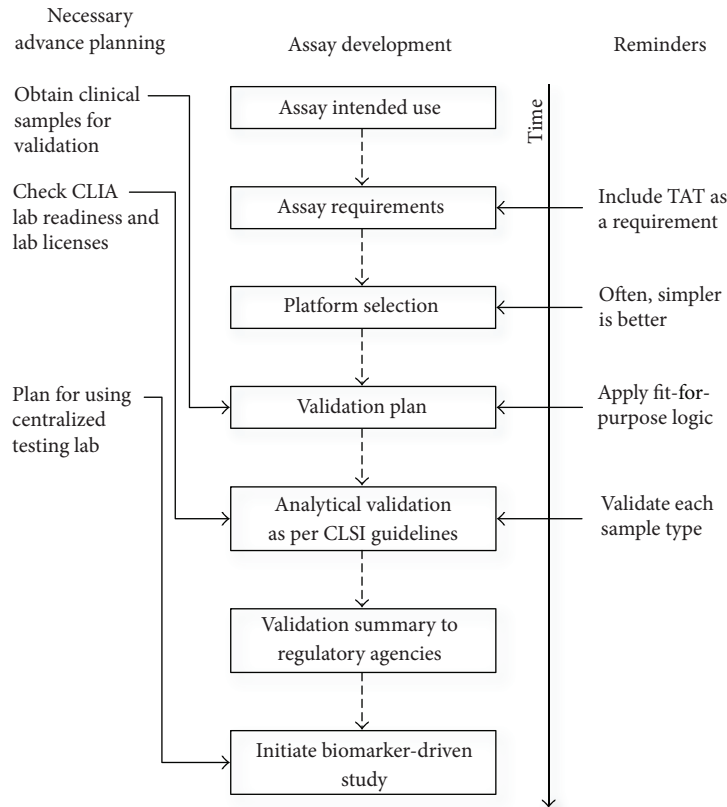 Necessary
advance planning
Assay development
Reminders
Obtain clinical
samples for
validation
Check CLIA
lab readiness and
lab licenses
Plan for using
centralized
testing lab
Assay intended use
Assay requirements
Platform selection
Validation plan
Analytical validation
as per CLSI guidelines
Validation summary to
regulatory agencies
Initiate biomarker-driven
study
Time
Include TAT as
a requirement
Often, simpler
is better
Apply fit-for-
purpose logic
Validate each
sample type